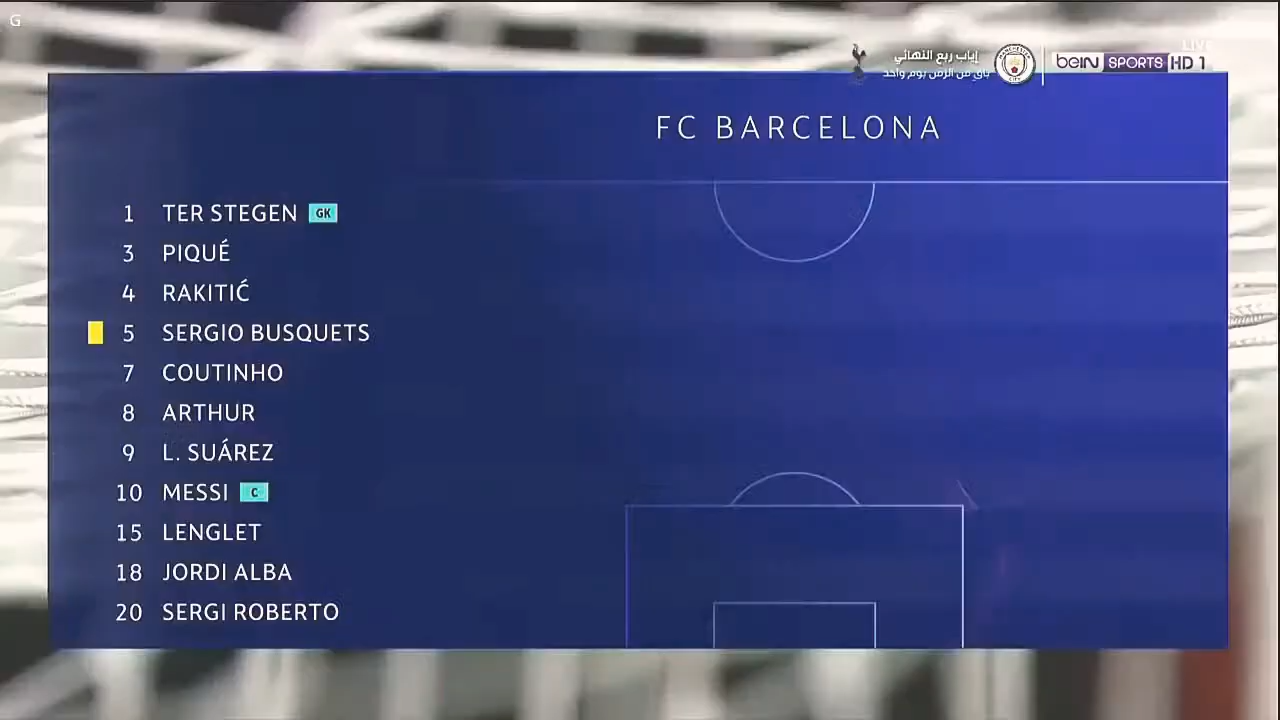 G
LIVE
إياب ربع النهائي
باق من الزمن يوم واحد
MANCHESTER
CITY
beIN SPORTS HD 1
FC BARCELONA
1 TER STEGEN GK
3 PIQUÉ
4 RAKITIĆ
5 SERGIO BUSQUETS
7 COUTINHO
8 ARTHUR
9 L. SUÁREZ
10 MESSI C
15 LENGLET
18 JORDI ALBA
20 SERGI ROBERTO